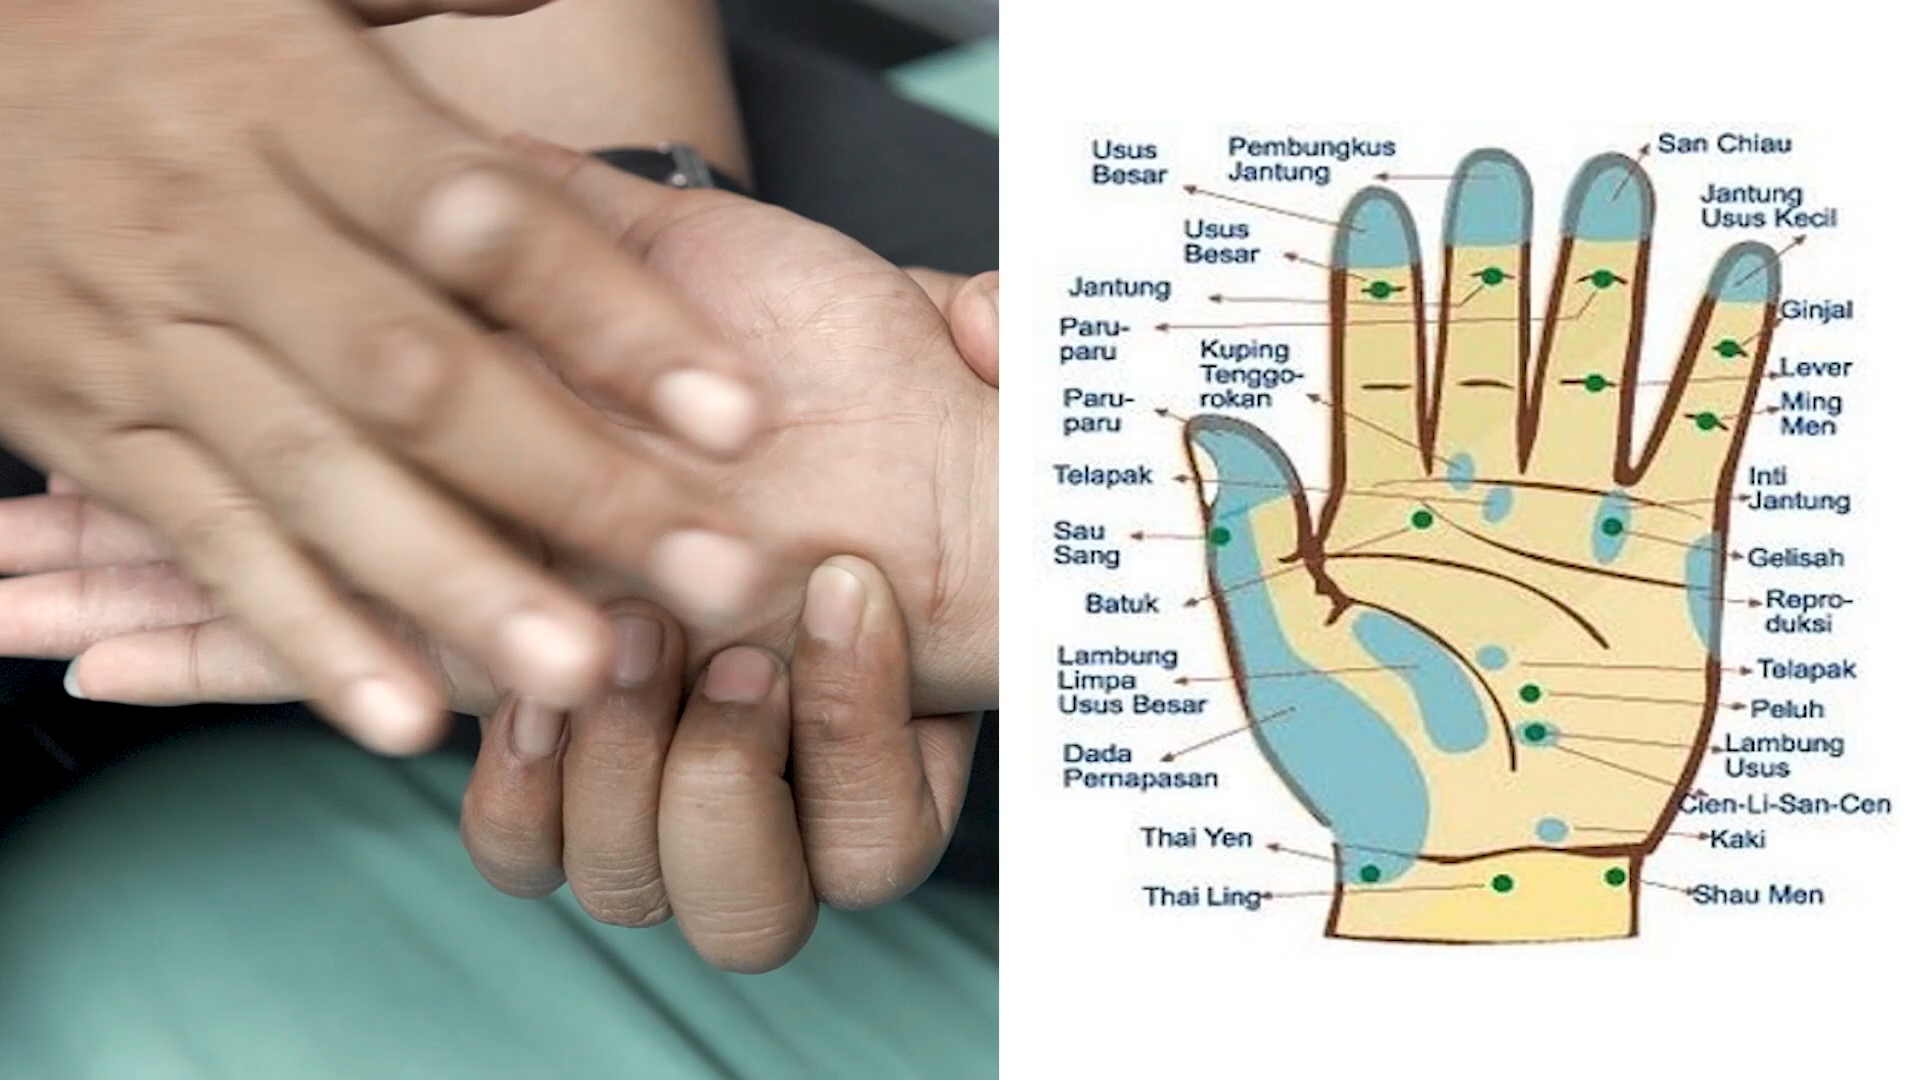 Usus
Besar
Pembungkus
Jantung
San Chiau
Jantung
Usus Kecil
Usus
Besar
Jantung
Paru-
paru
Kuping
Tenggo-
rokan
Paru-
paru
Telapak
Sau
Sang
Batuk
Lambung
Limpa
Usus Besar
Dada
Pernapasan
Thai Yen
Thai Ling
Ginjal
Lever
Ming
Men
Inti
Jantung
Gelisah
Repro-
duksi
Telapak
Peluh
Lambung
Usus
Cien-Li-San-Cen
Kaki
Shau Men